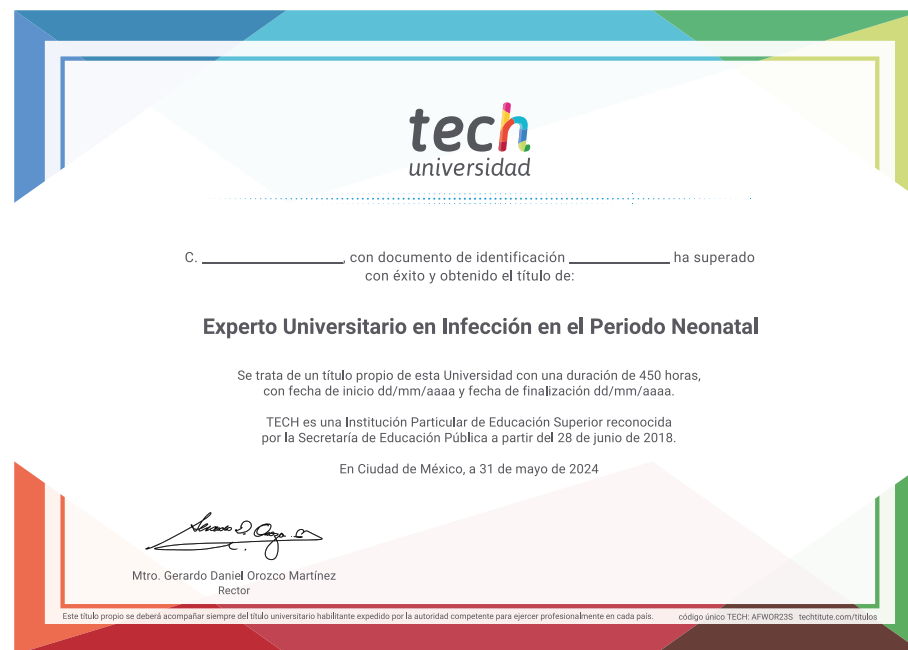 tech
universidad
C. ____________________, con documento de identificación ______________ ha superado
con éxito y obtenido el título de:
Experto Universitario en Infección en el Periodo Neonatal
Se trata de un título propio de esta Universidad con una duración de 450 horas,
con fecha de inicio dd/mm/aaaa y fecha de finalización dd/mm/aaaa.
TECH es una Institución Particular de Educación Superior reconocida
por la Secretaría de Educación Pública a partir del 28 de junio de 2018.
En Ciudad de México, a 31 de mayo de 2024
Mtro. Gerardo Daniel Orozco Martínez
Rector
Este título propio se deberá acompañar siempre del título universitario habilitante expedido por la autoridad competente para ejercer profesionalmente en cada país. código único TECH: AFWOR23S techtitute.com/titulos